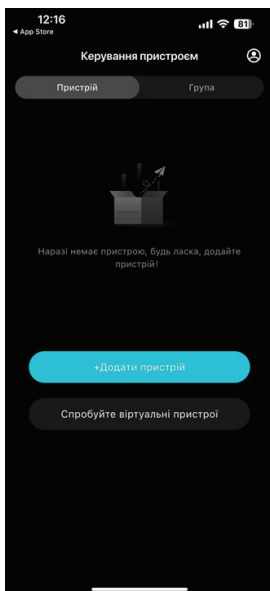 12:16
81
◀ App Store
Керування пристроєм
Пристрій
Група
Наразі немає пристрою, будь ласка, додайте
пристрій!
+Додати пристрій
Спробуйте віртуальні пристрої